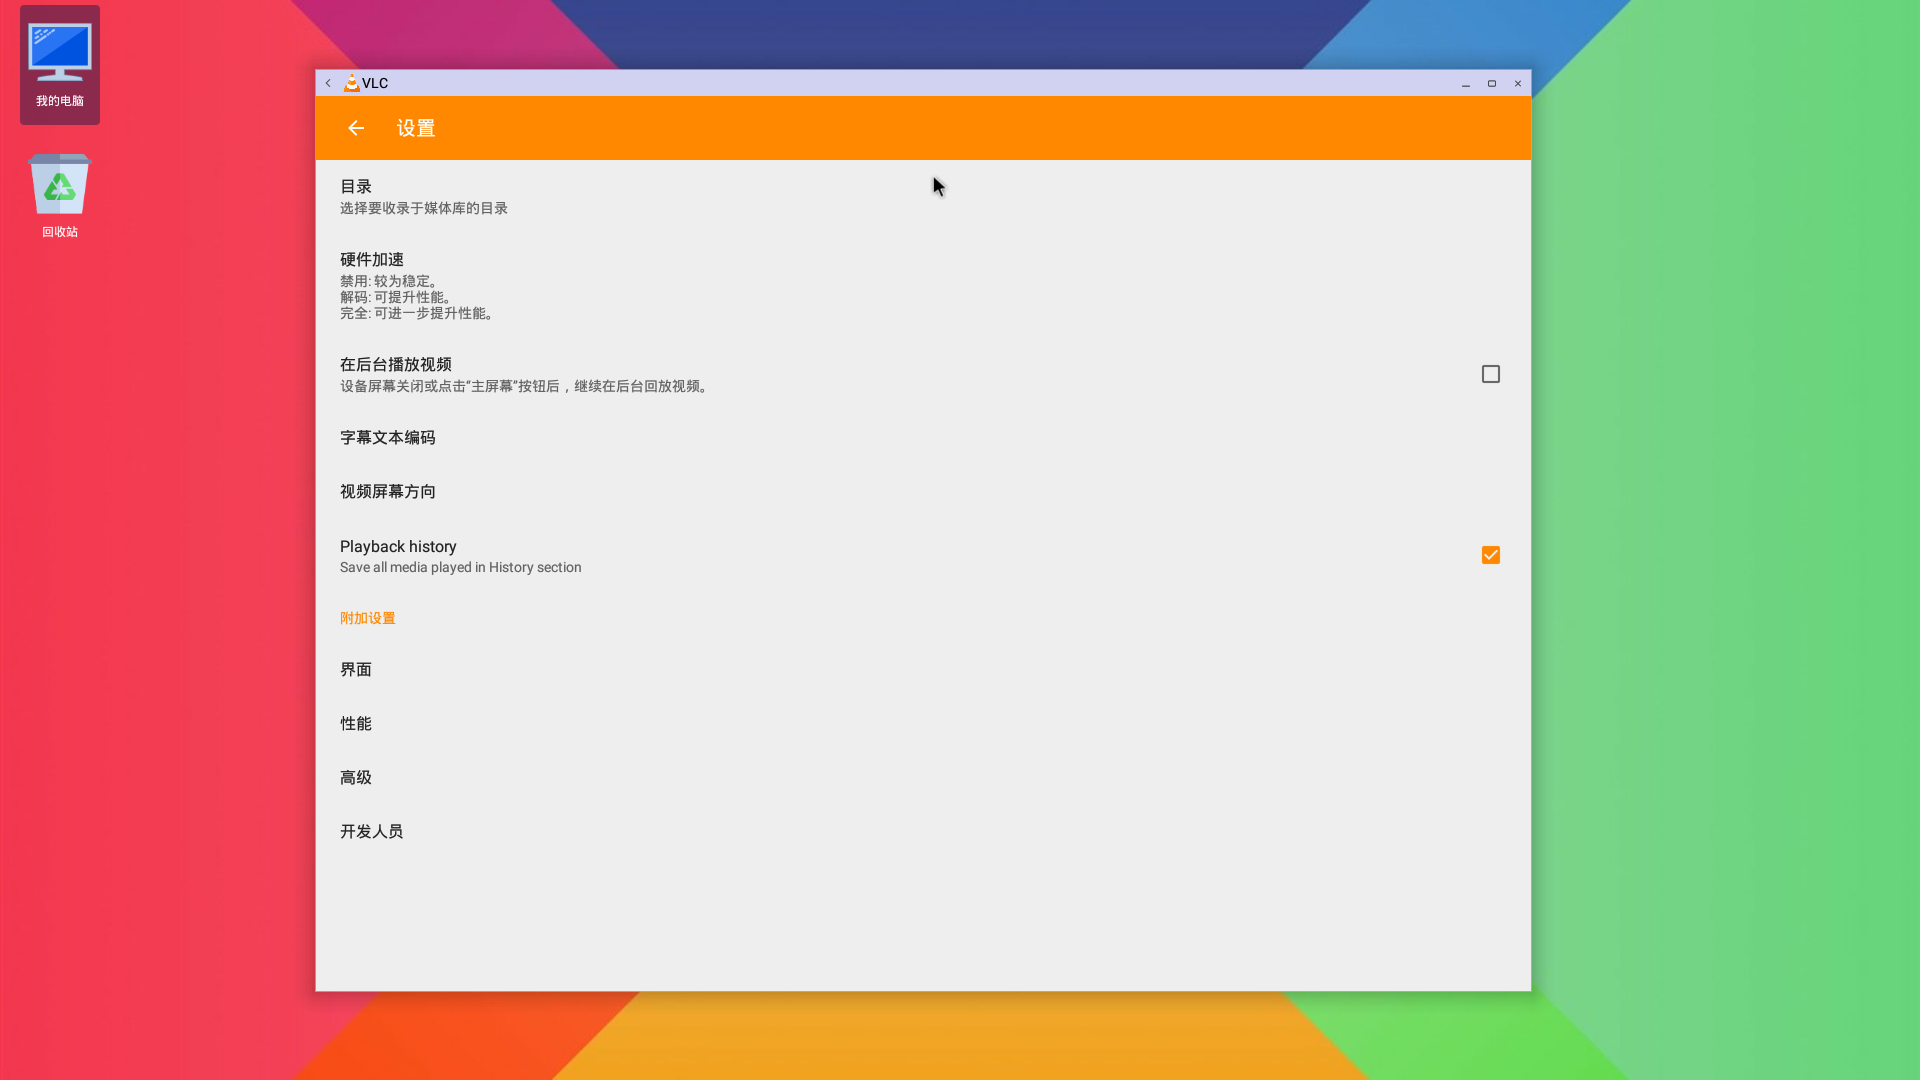 我的电脑
回收站
VLC
设置
目录
选择要收录于媒体库的目录
硬件加速
禁用: 较为稳定。
解码: 可提升性能。
完全: 可进一步提升性能。
在后台播放视频
设备屏幕关闭或点击“主屏幕”按钮后，继续在后台回放视频。
字幕文本编码
视频屏幕方向
Playback history
Save all media played in History section
附加设置
界面
性能
高级
开发人员